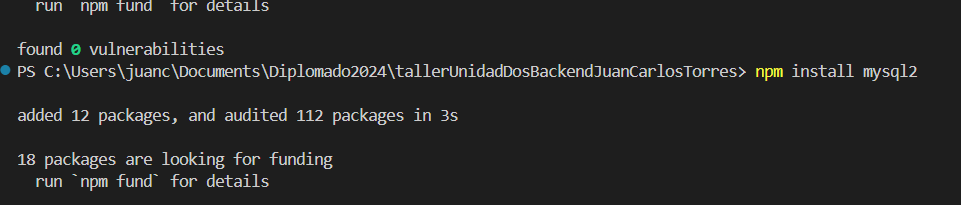 run `npm fund` for details
found 0 vulnerabilities
PS C:\Users\juanc\Documents\Diplomado2024\tallerUnidadDosBackendJuanCarlosTorres> npm install mysql2
added 12 packages, and audited 112 packages in 3s
18 packages are looking for funding
run `npm fund` for details